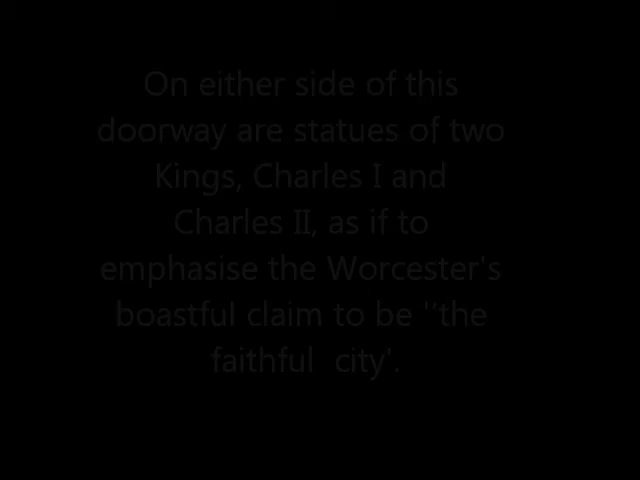 On either side of this
doorway are statues of two
Kings, Charles I and
Charles II, as if to
emphasise the Worcester's
boastful claim to be ‘‘the
faithful  city'.